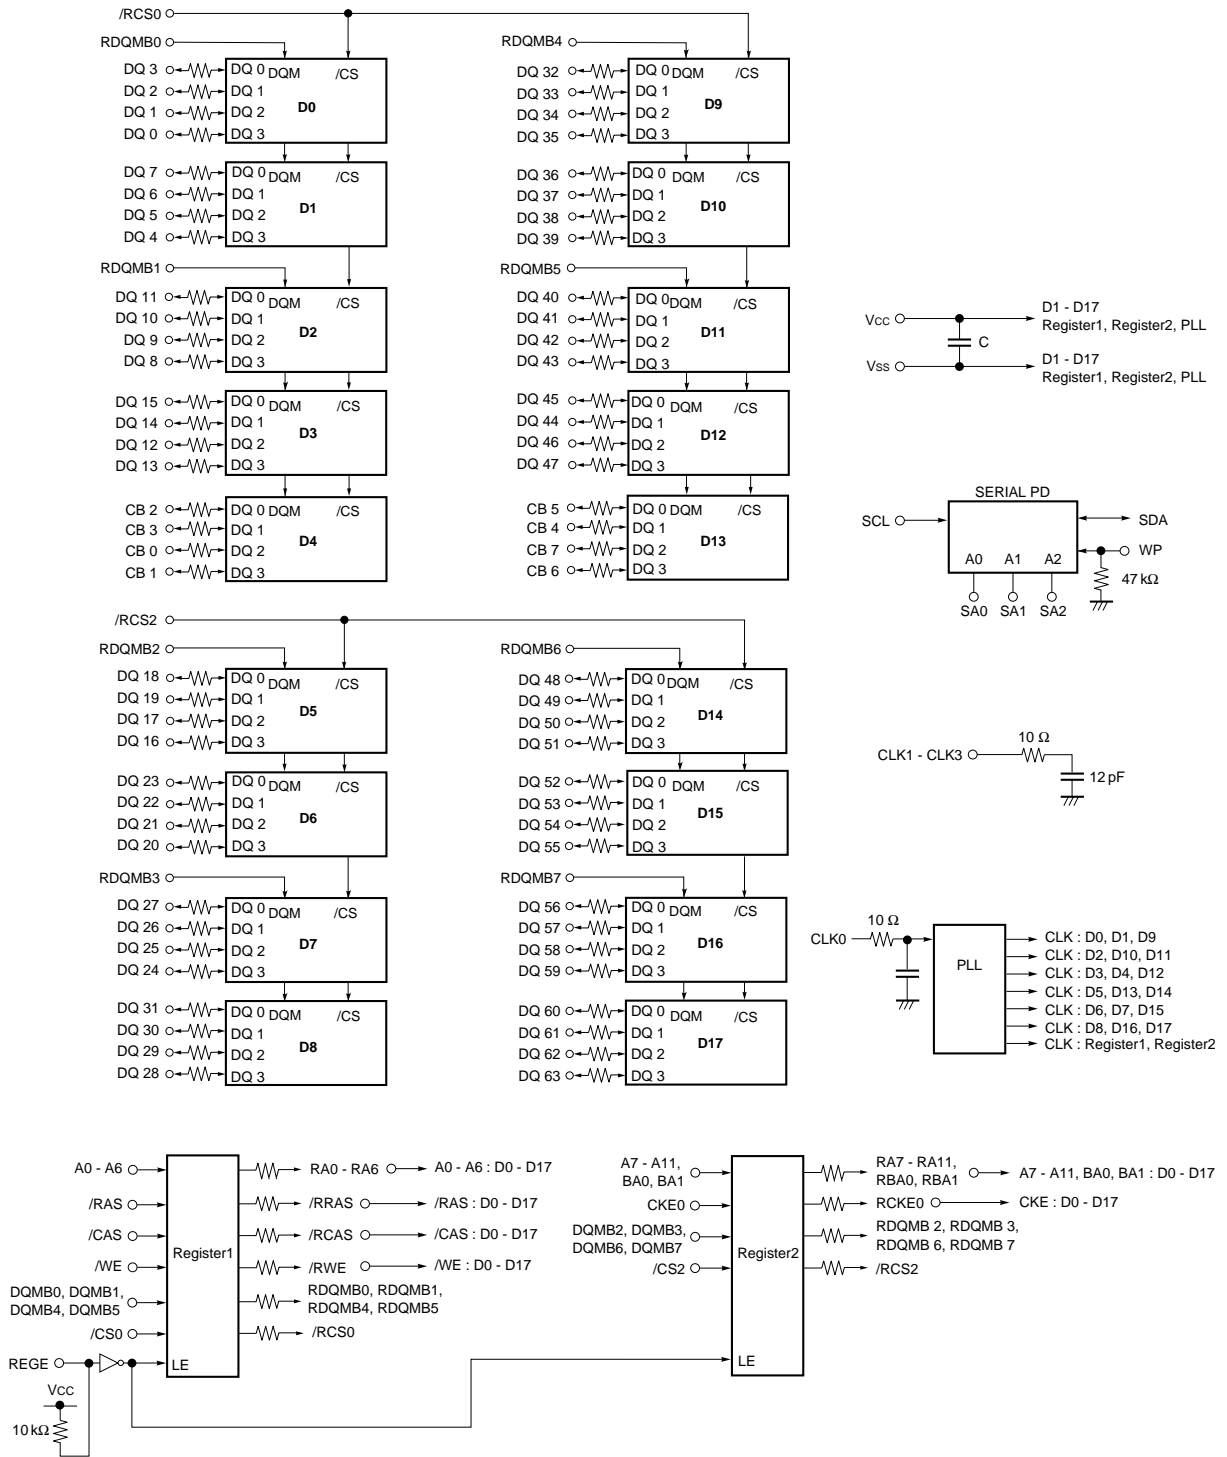 /RCS0
RDQMB0
DQ 3 DQ 0 DQM /CS
DQ 2 DQ 1
D0
DQ 1 DQ 2
DQ 0 DQ 3
DQ 7 DQ 0 DQM /CS
DQ 6 DQ 1
D1
DQ 5 DQ 2
DQ 4 DQ 3
RDQMB1
DQ 11 DQ 0 DQM /CS
DQ 10 DQ 1
D2
DQ 9 DQ 2
DQ 8 DQ 3
DQ 15 DQ 0 DQM /CS
DQ 14 DQ 1
D3
DQ 12 DQ 2
DQ 13 DQ 3
CB 2 DQ 0 DQM /CS
CB 3 DQ 1
D4
CB 0 DQ 2
CB 1 DQ 3
RDQMB4
DQ 32 DQ 0 DQM /CS
DQ 33 DQ 1
D9
DQ 34 DQ 2
DQ 35 DQ 3
DQ 36 DQ 0 DQM /CS
DQ 37 DQ 1
D10
DQ 38 DQ 2
DQ 39 DQ 3
RDQMB5
DQ 40 DQ 0 DQM /CS
DQ 41 DQ 1
D11
DQ 42 DQ 2
DQ 43 DQ 3
DQ 45 DQ 0 DQM /CS
DQ 44 DQ 1
D12
DQ 46 DQ 2
DQ 47 DQ 3
CB 5 DQ 0 DQM /CS
CB 4 DQ 1
D13
CB 7 DQ 2
CB 6 DQ 3
/RCS2
RDQMB2
DQ 18 DQ 0 DQM /CS
DQ 19 DQ 1
D5
DQ 17 DQ 2
DQ 16 DQ 3
DQ 23 DQ 0 DQM /CS
DQ 22 DQ 1
D6
DQ 21 DQ 2
DQ 20 DQ 3
RDQMB3
DQ 27 DQ 0 DQM /CS
DQ 26 DQ 1
D7
DQ 25 DQ 2
DQ 24 DQ 3
DQ 31 DQ 0 DQM /CS
DQ 30 DQ 1
D8
DQ 29 DQ 2
DQ 28 DQ 3
RDQMB6
DQ 48 DQ 0 DQM /CS
DQ 49 DQ 1
D14
DQ 50 DQ 2
DQ 51 DQ 3
DQ 52 DQ 0 DQM /CS
DQ 53 DQ 1
D15
DQ 54 DQ 2
DQ 55 DQ 3
RDQMB7
DQ 56 DQ 0 DQM /CS
DQ 57 DQ 1
D16
DQ 58 DQ 2
DQ 59 DQ 3
DQ 60 DQ 0 DQM /CS
DQ 61 DQ 1
D17
DQ 62 DQ 2
DQ 63 DQ 3
Vcc D1 - D17
Register1, Register2, PLL
C
Vss D1 - D17
Register1, Register2, PLL
SERIAL PD
SCL SDA
WP
A0 A1 A2
47 kΩ
SA0 SA1 SA2
10 Ω
CLK1 - CLK3
12 pF
10 Ω
CLK0
PLL
CLK : D0, D1, D9
CLK : D2, D10, D11
CLK : D3, D4, D12
CLK : D5, D13, D14
CLK : D6, D7, D15
CLK : D8, D16, D17
CLK : Register1, Register2
A0 - A6 RA0 - RA6 A0 - A6 : D0 - D17
/RAS /RRAS /RAS : D0 - D17
/CAS /RCAS /CAS : D0 - D17
Register1
/WE /RWE /WE : D0 - D17
DQMB0, DQMB1, RDQMB0, RDQMB1,
DQMB4, DQMB5 RDQMB4, RDQMB5
/CS0 /RCS0
REGE LE
Vcc
10 kΩ
A7 - A11, RA7 - RA11,
BA0, BA1 RBA0, RBA1 A7 - A11, BA0, BA1 : D0 - D17
CKE0 RCKE0 CKE : D0 - D17
DQMB2, DQMB3, RDQMB 2, RDQMB 3,
DQMB6, DQMB7 Register2 RDQMB 6, RDQMB 7
/CS2 /RCS2
LE